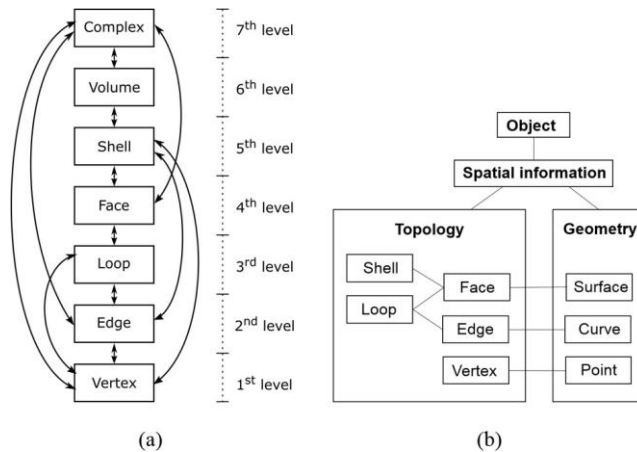 Complex
7th level
Volume
6th level
Shell
5th level
Face
4th level
Loop
3rd level
Edge
2nd level
Vertex
1st level
(a)
Object
Spatial information
Topology
Geometry
Shell
Face
Surface
Loop
Edge
Curve
Vertex
Point
(b)